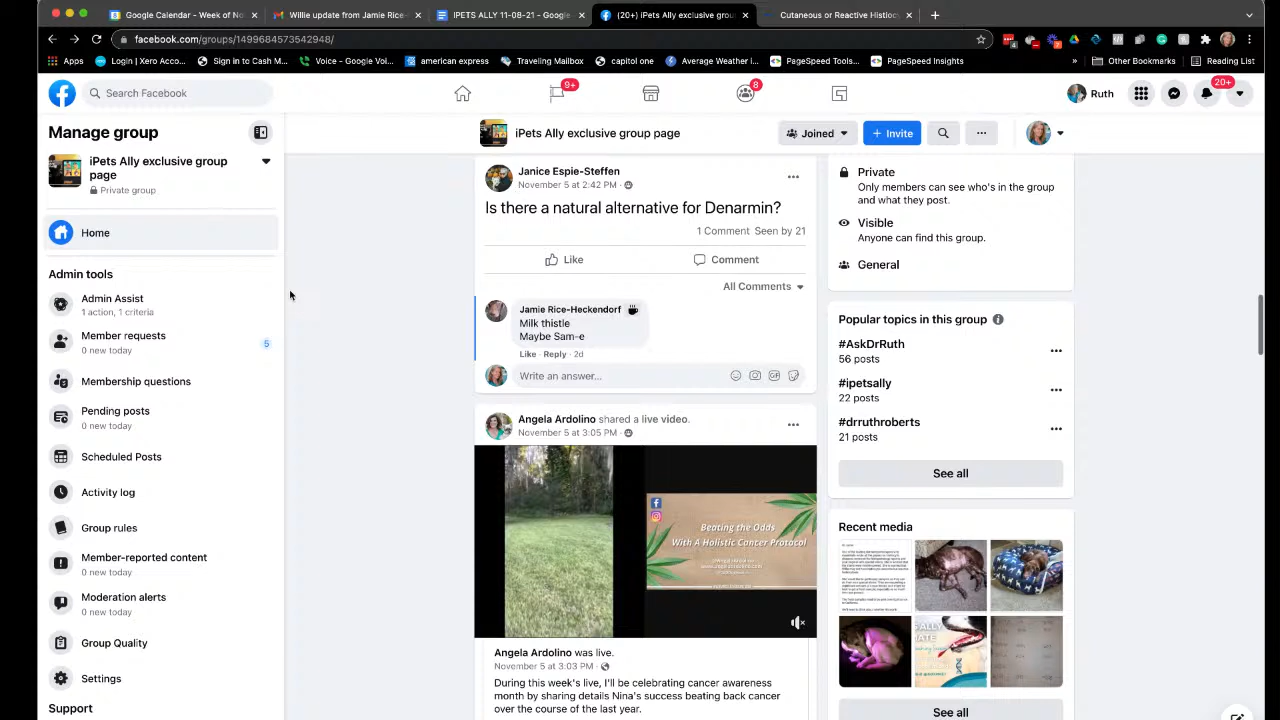 Google Calendar - Week of No
Willie update from Jamie Rice-
IPETS ALLY 11-08-21 - Google
(20+) iPets Ally exclusive grou
Cutaneous or Reactive Histioc
facebook.com/groups/1499684573542948/
Apps
Login | Xero Acco...
Sign in to Cash M...
Voice - Google Voi...
american express
Traveling Mailbox
capitol one
Average Weather i...
PageSpeed Tools...
PageSpeed Insights
»
Other Bookmarks
Reading List
Search Facebook
9+
8
Ruth
20+
Manage group
iPets Ally exclusive group
page
Private group
Home
Admin tools
Admin Assist
1 action, 1 criteria
Member requests
0 new today
5
Membership questions
Pending posts
0 new today
Scheduled Posts
Activity log
Group rules
Member-reported content
0 new today
Moderation alerts
0 new today
Group Quality
Settings
Support
iPets Ally exclusive group page
Joined
+ Invite
Janice Espie-Steffen
November 5 at 2:42 PM ·
Is there a natural alternative for Denarmin?
1 Comment Seen by 21
Like
Comment
All Comments
Jamie Rice-Heckendorf
Milk thistle
Maybe Sam-e
Like · Reply · 2d
Write an answer...
Angela Ardolino shared a live video.
November 5 at 3:05 PM ·
Beating the Odds
With A Holistic Cancer Protocol
Angela Ardolino was live.
November 5 at 3:03 PM ·
During this week's live, I'll be celebrating cancer awareness
month by sharing details Nina's success beating back cancer
over the course of the last year.
Private
Only members can see who's in the group
and what they post.
Visible
Anyone can find this group.
General
Popular topics in this group
#AskDrRuth
56 posts
#ipetsally
22 posts
#drruthroberts
21 posts
See all
Recent media
See all